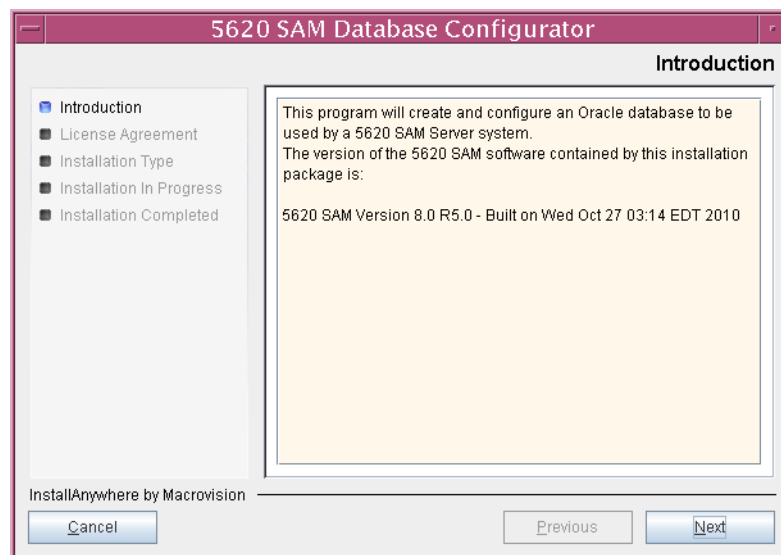 5620 SAM Database Configurator
Introduction
Introduction
License Agreement
Installation Type
Installation In Progress
Installation Completed
This program will create and configure an Oracle database to be
used by a 5620 SAM Server system.
The version of the 5620 SAM software contained by this installation
package is:
5620 SAM Version 8.0 R5.0 - Built on Wed Oct 27 03:14 EDT 2010
InstallAnywhere by Macrovision
Cancel
Previous
Next